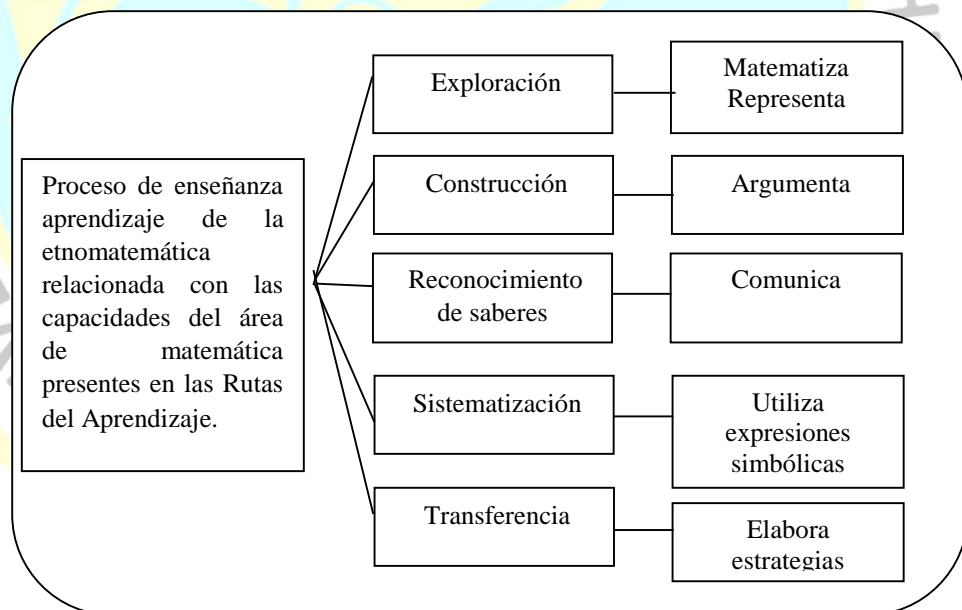 Proceso de enseñanza
aprendizaje de la
etnomatemática
relacionada con las
capacidades del área
de matemática
presentes en las Rutas
del Aprendizaje.
Exploración
Matematiza
Representa
Construcción
Argumenta
Reconocimiento
de saberes
Comunica
Sistematización
Utiliza
expresiones
simbólicas
Transferencia
Elabora
estrategias